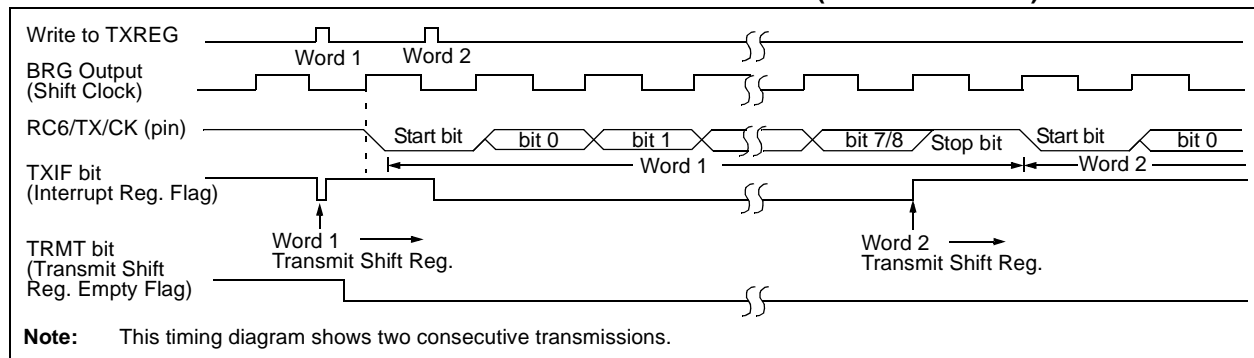 Write to TXREG
Word 1
Word 2
BRG Output
(Shift Clock)
RC6/TX/CK (pin)
Start bit
bit 0
bit 1
bit 7/8
Stop bit
Start bit
bit 0
Word 1
Word 2
TXIF bit
(Interrupt Reg. Flag)
Word 1
Transmit Shift Reg.
Word 2
Transmit Shift Reg.
TRMT bit
(Transmit Shift
Reg. Empty Flag)
Note: This timing diagram shows two consecutive transmissions.